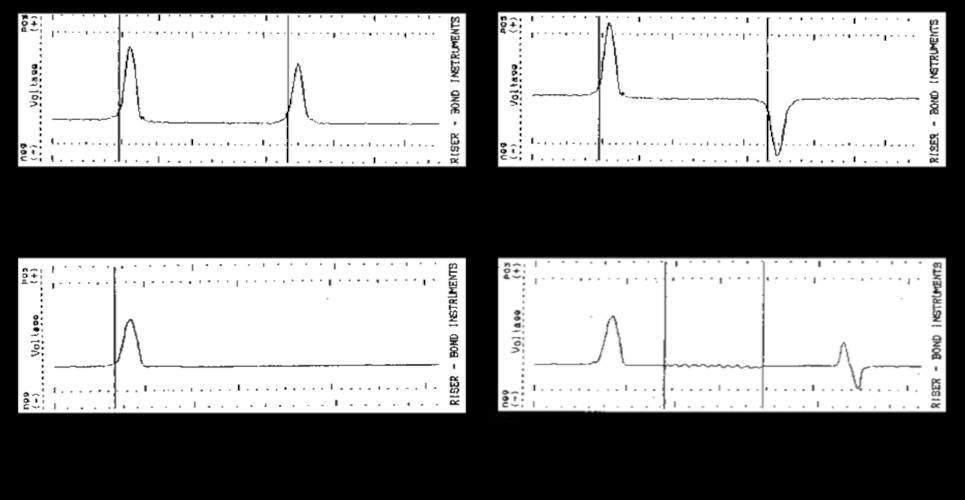 pos
(+)
Voltage
neg
(-)
RISER - BOND INSTRUMENTS
pos
(+)
Voltage
neg
(-)
RISER - BOND INSTRUMENTS
pos
(+)
Voltage
neg
(-)
RISER - BOND INSTRUMENTS
pos
(+)
Voltage
neg
(-)
RISER - BOND INSTRUMENTS